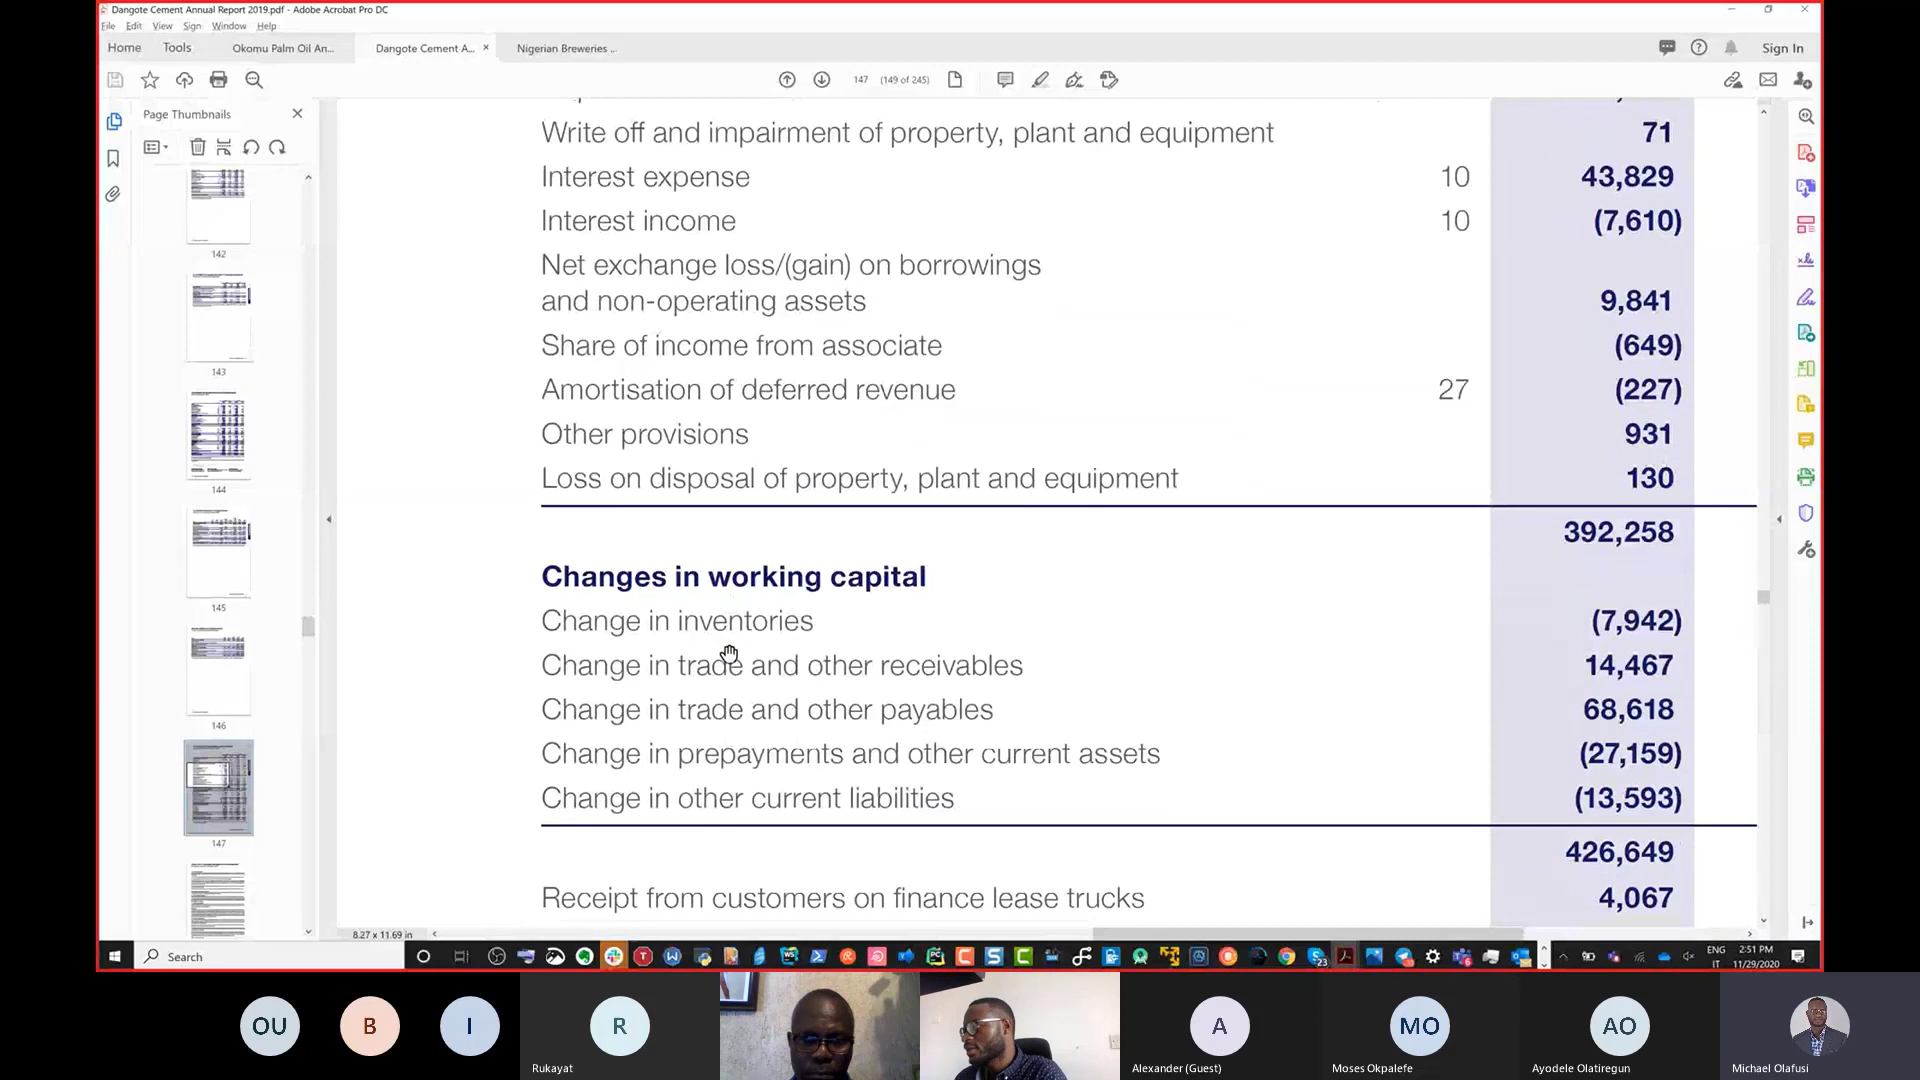 Dangote Cement Annual Report 2019.pdf - Adobe Acrobat Pro DC
File Edit View Sign Window Help
Home Tools Okomu Palm Oil An... Dangote Cement A... × Nigerian Breweries ... Sign In
147 (149 of 245)
Page Thumbnails
142
143
144
145
146
147
Write off and impairment of property, plant and equipment 71
Interest expense 10 43,829
Interest income 10 (7,610)
Net exchange loss/(gain) on borrowings
and non-operating assets 9,841
Share of income from associate (649)
Amortisation of deferred revenue 27 (227)
Other provisions 931
Loss on disposal of property, plant and equipment 130
392,258
Changes in working capital
Change in inventories (7,942)
Change in trade and other receivables 14,467
Change in trade and other payables 68,618
Change in prepayments and other current assets (27,159)
Change in other current liabilities (13,593)
426,649
Receipt from customers on finance lease trucks 4,067
8.27 x 11.69 in
Search
ENG
IT
2:51 PM
11/29/2020
OU B I R A MO AO
Rukayat Alexander (Guest) Moses Okpalefe Ayodele Olatiregun Michael Olafusi